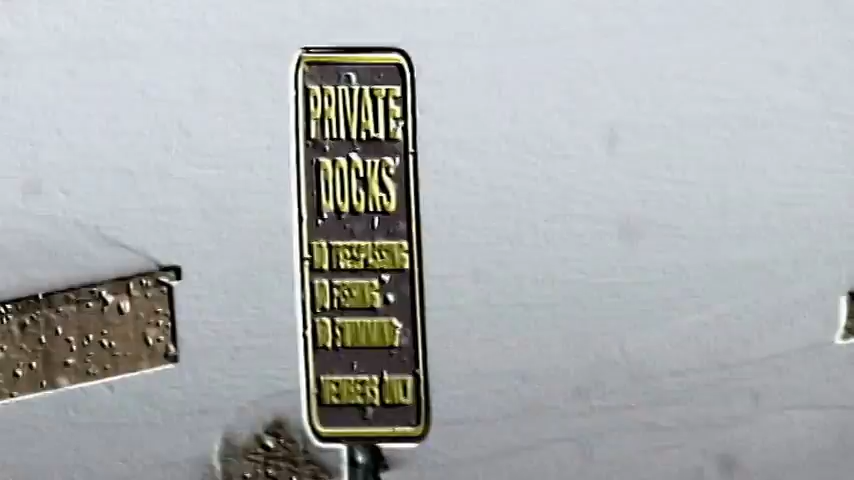 PRIVATE
DOCKS
NO TRESPASSING
NO FISHING
NO SWIMMING
MEMBERS ONLY